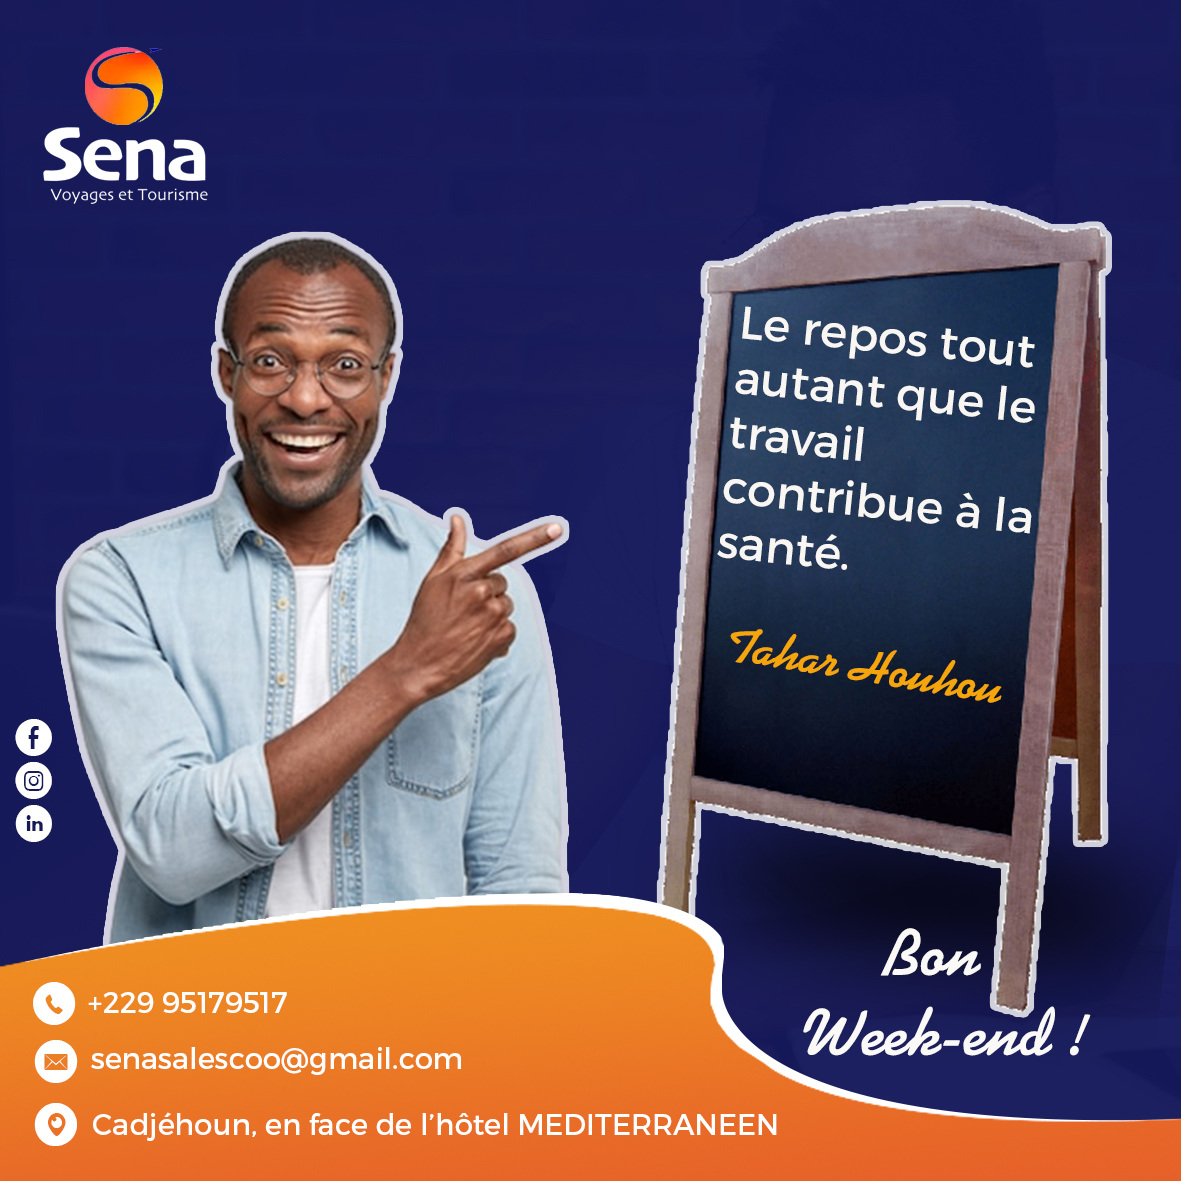 Sena
Voyages et Tourisme
Le repos tout
autant que le
travail
contribue à la
santé.
Tahar Houhou
f
in
Bon
Week-end !
+229 95179517
senasalescoo@gmail.com
Cadjéhoun, en face de l’hôtel MEDITERRANEEN